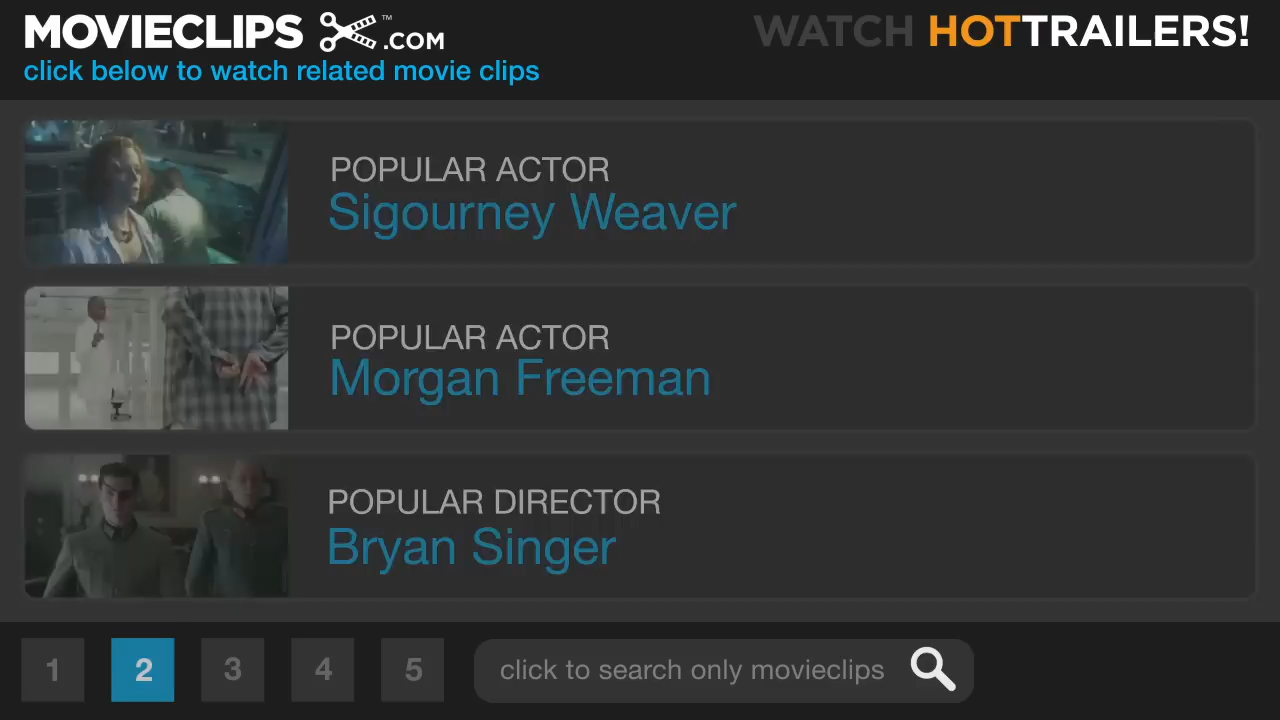 MOVIECLIPS™.COM
WATCH HOTTRAILERS!
click below to watch related movie clips
POPULAR ACTOR
Sigourney Weaver
POPULAR ACTOR
Morgan Freeman
POPULAR DIRECTOR
Bryan Singer
1 2 3 4 5 click to search only movieclips